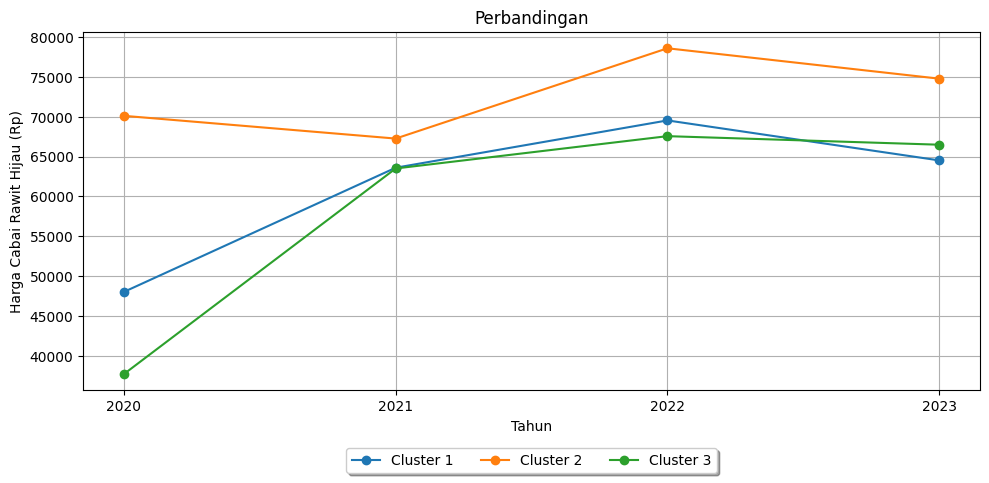 Perbandingan
80000
75000
70000
65000
60000
55000
50000
45000
40000
Harga Cabai Rawit Hijau (Rp)
2020 2021 2022 2023
Tahun
Cluster 1 Cluster 2 Cluster 3